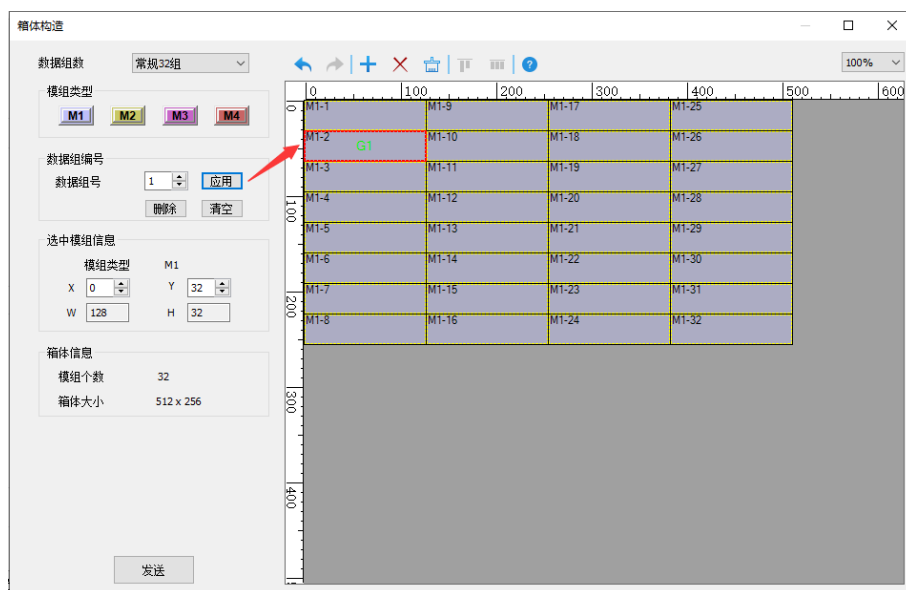 箱体构造
数据组数 常规32组
100%
模组类型
M1 M2 M3 M4
数据组编号
数据组号 1 应用
删除 清空
选中模组信息
模组类型 M1
X 0 Y 32
W 128 H 32
箱体信息
模组个数 32
箱体大小 512 x 256
发送
0 100 200 300 400 500 600
0 100 200 300 400
M1-1 M1-9 M1-17 M1-25
M1-2 G1 M1-10 M1-18 M1-26
M1-3 M1-11 M1-19 M1-27
M1-4 M1-12 M1-20 M1-28
M1-5 M1-13 M1-21 M1-29
M1-6 M1-14 M1-22 M1-30
M1-7 M1-15 M1-23 M1-31
M1-8 M1-16 M1-24 M1-32